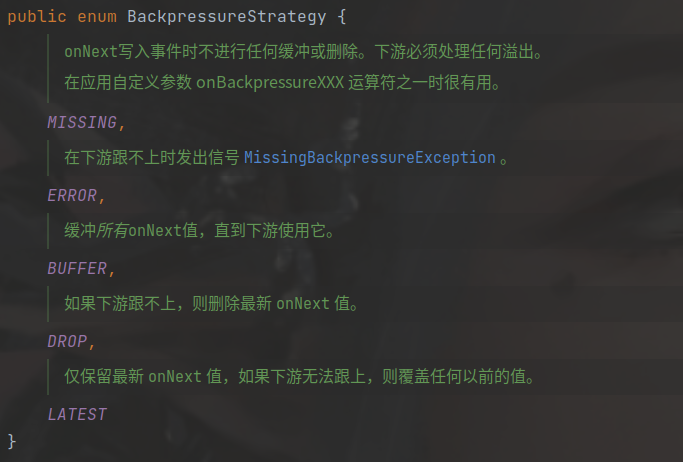 public enum BackpressureStrategy {
onNext写入事件时不进行任何缓冲或删除。下游必须处理任何溢出。
在应用自定义参数 onBackpressureXXX 运算符之一时很有用。
MISSING,
在下游跟不上时发出信号 MissingBackpressureException 。
ERROR,
缓冲所有onNext值，直到下游使用它。
BUFFER,
如果下游跟不上，则删除最新 onNext 值。
DROP,
仅保留最新 onNext 值，如果下游无法跟上，则覆盖任何以前的值。
LATEST
}